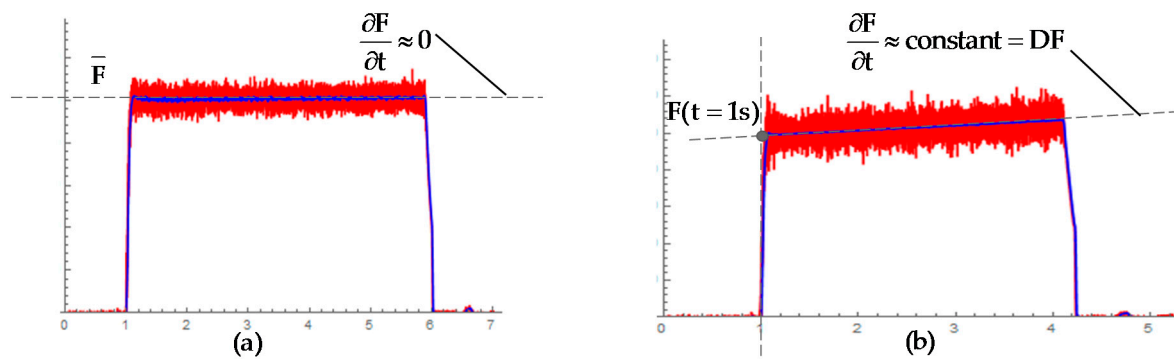 F̅
∂F/∂t ≈ 0
0 1 2 3 4 5 6 7
(a)
∂F/∂t ≈ constant = DF
F(t = 1s)
0 1 2 3 4 5
(b)